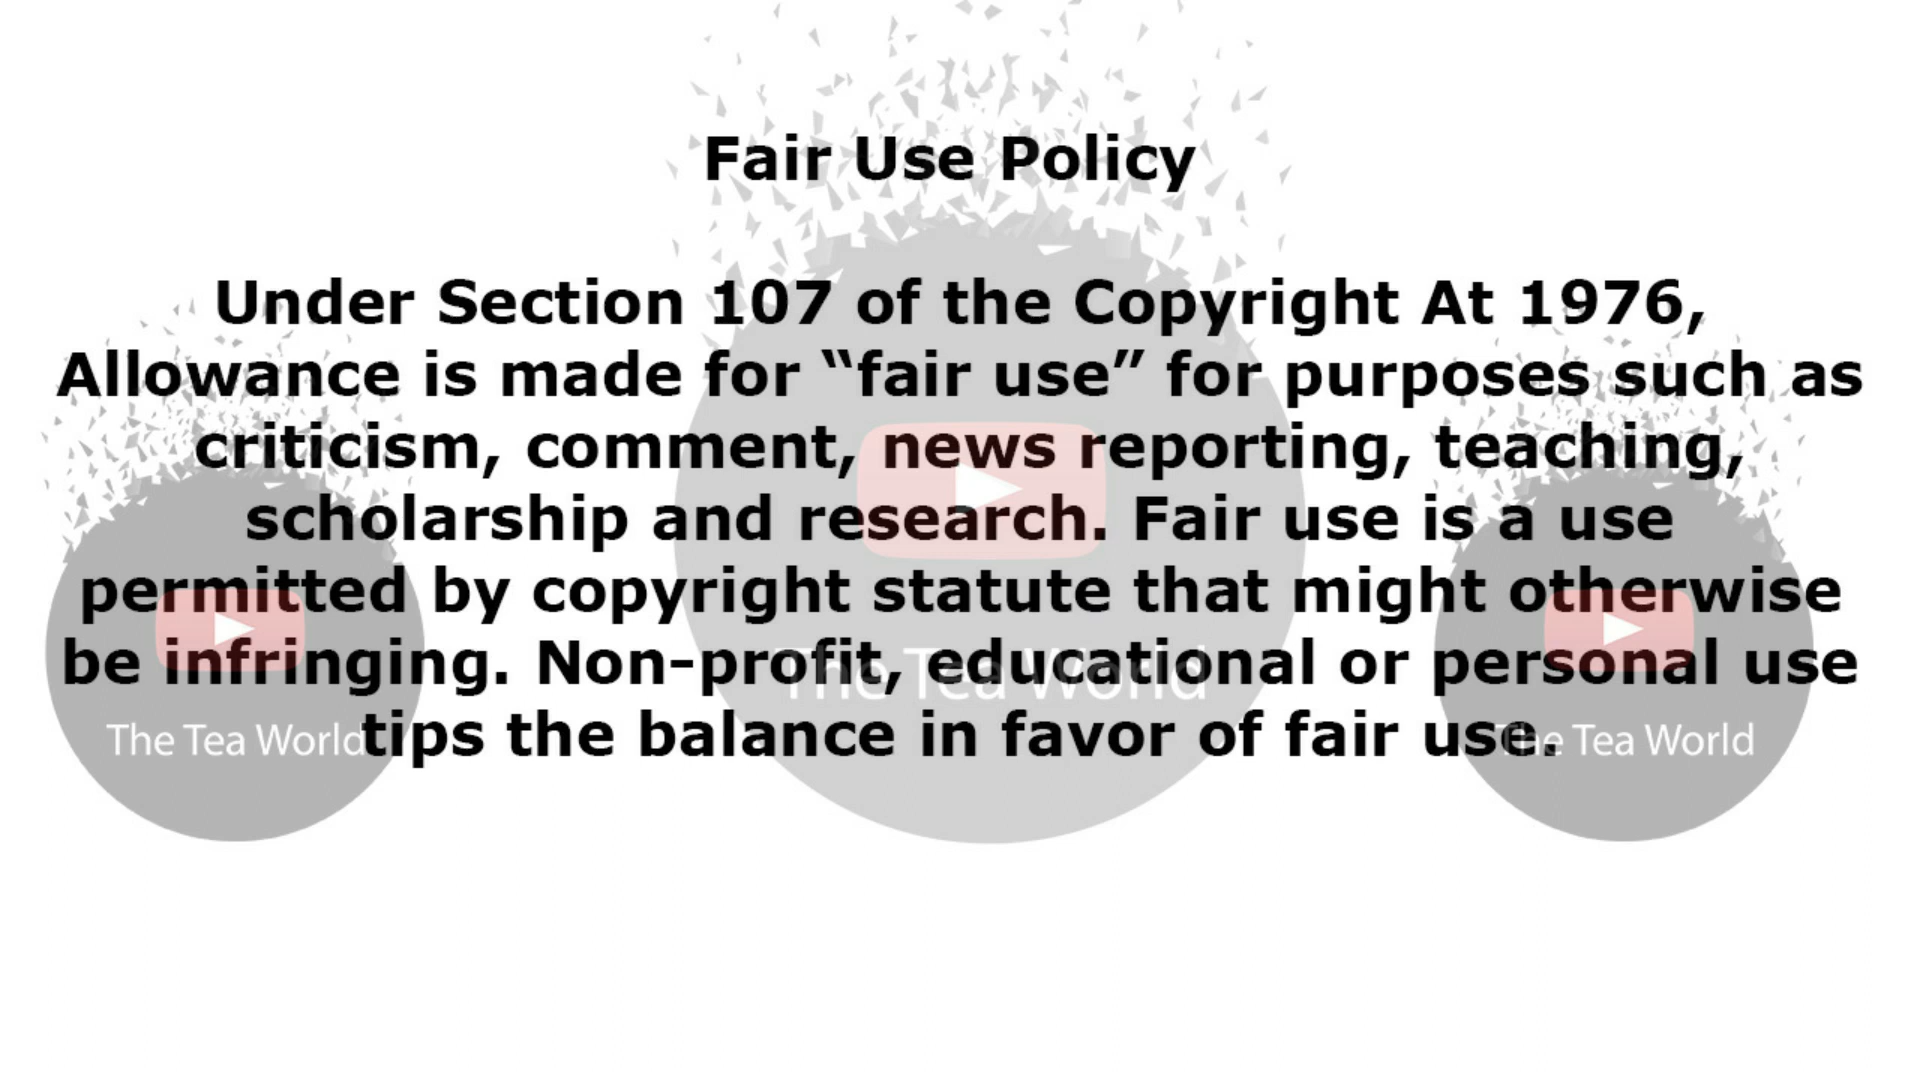 Fair Use Policy
Under Section 107 of the Copyright At 1976,
Allowance is made for “fair use” for purposes such as
criticism, comment, news reporting, teaching,
scholarship and research. Fair use is a use
permitted by copyright statute that might otherwise
be infringing. Non-profit, educational or personal use
The Tea World
tips the balance in favor of fair use.
The Tea World
The Tea World